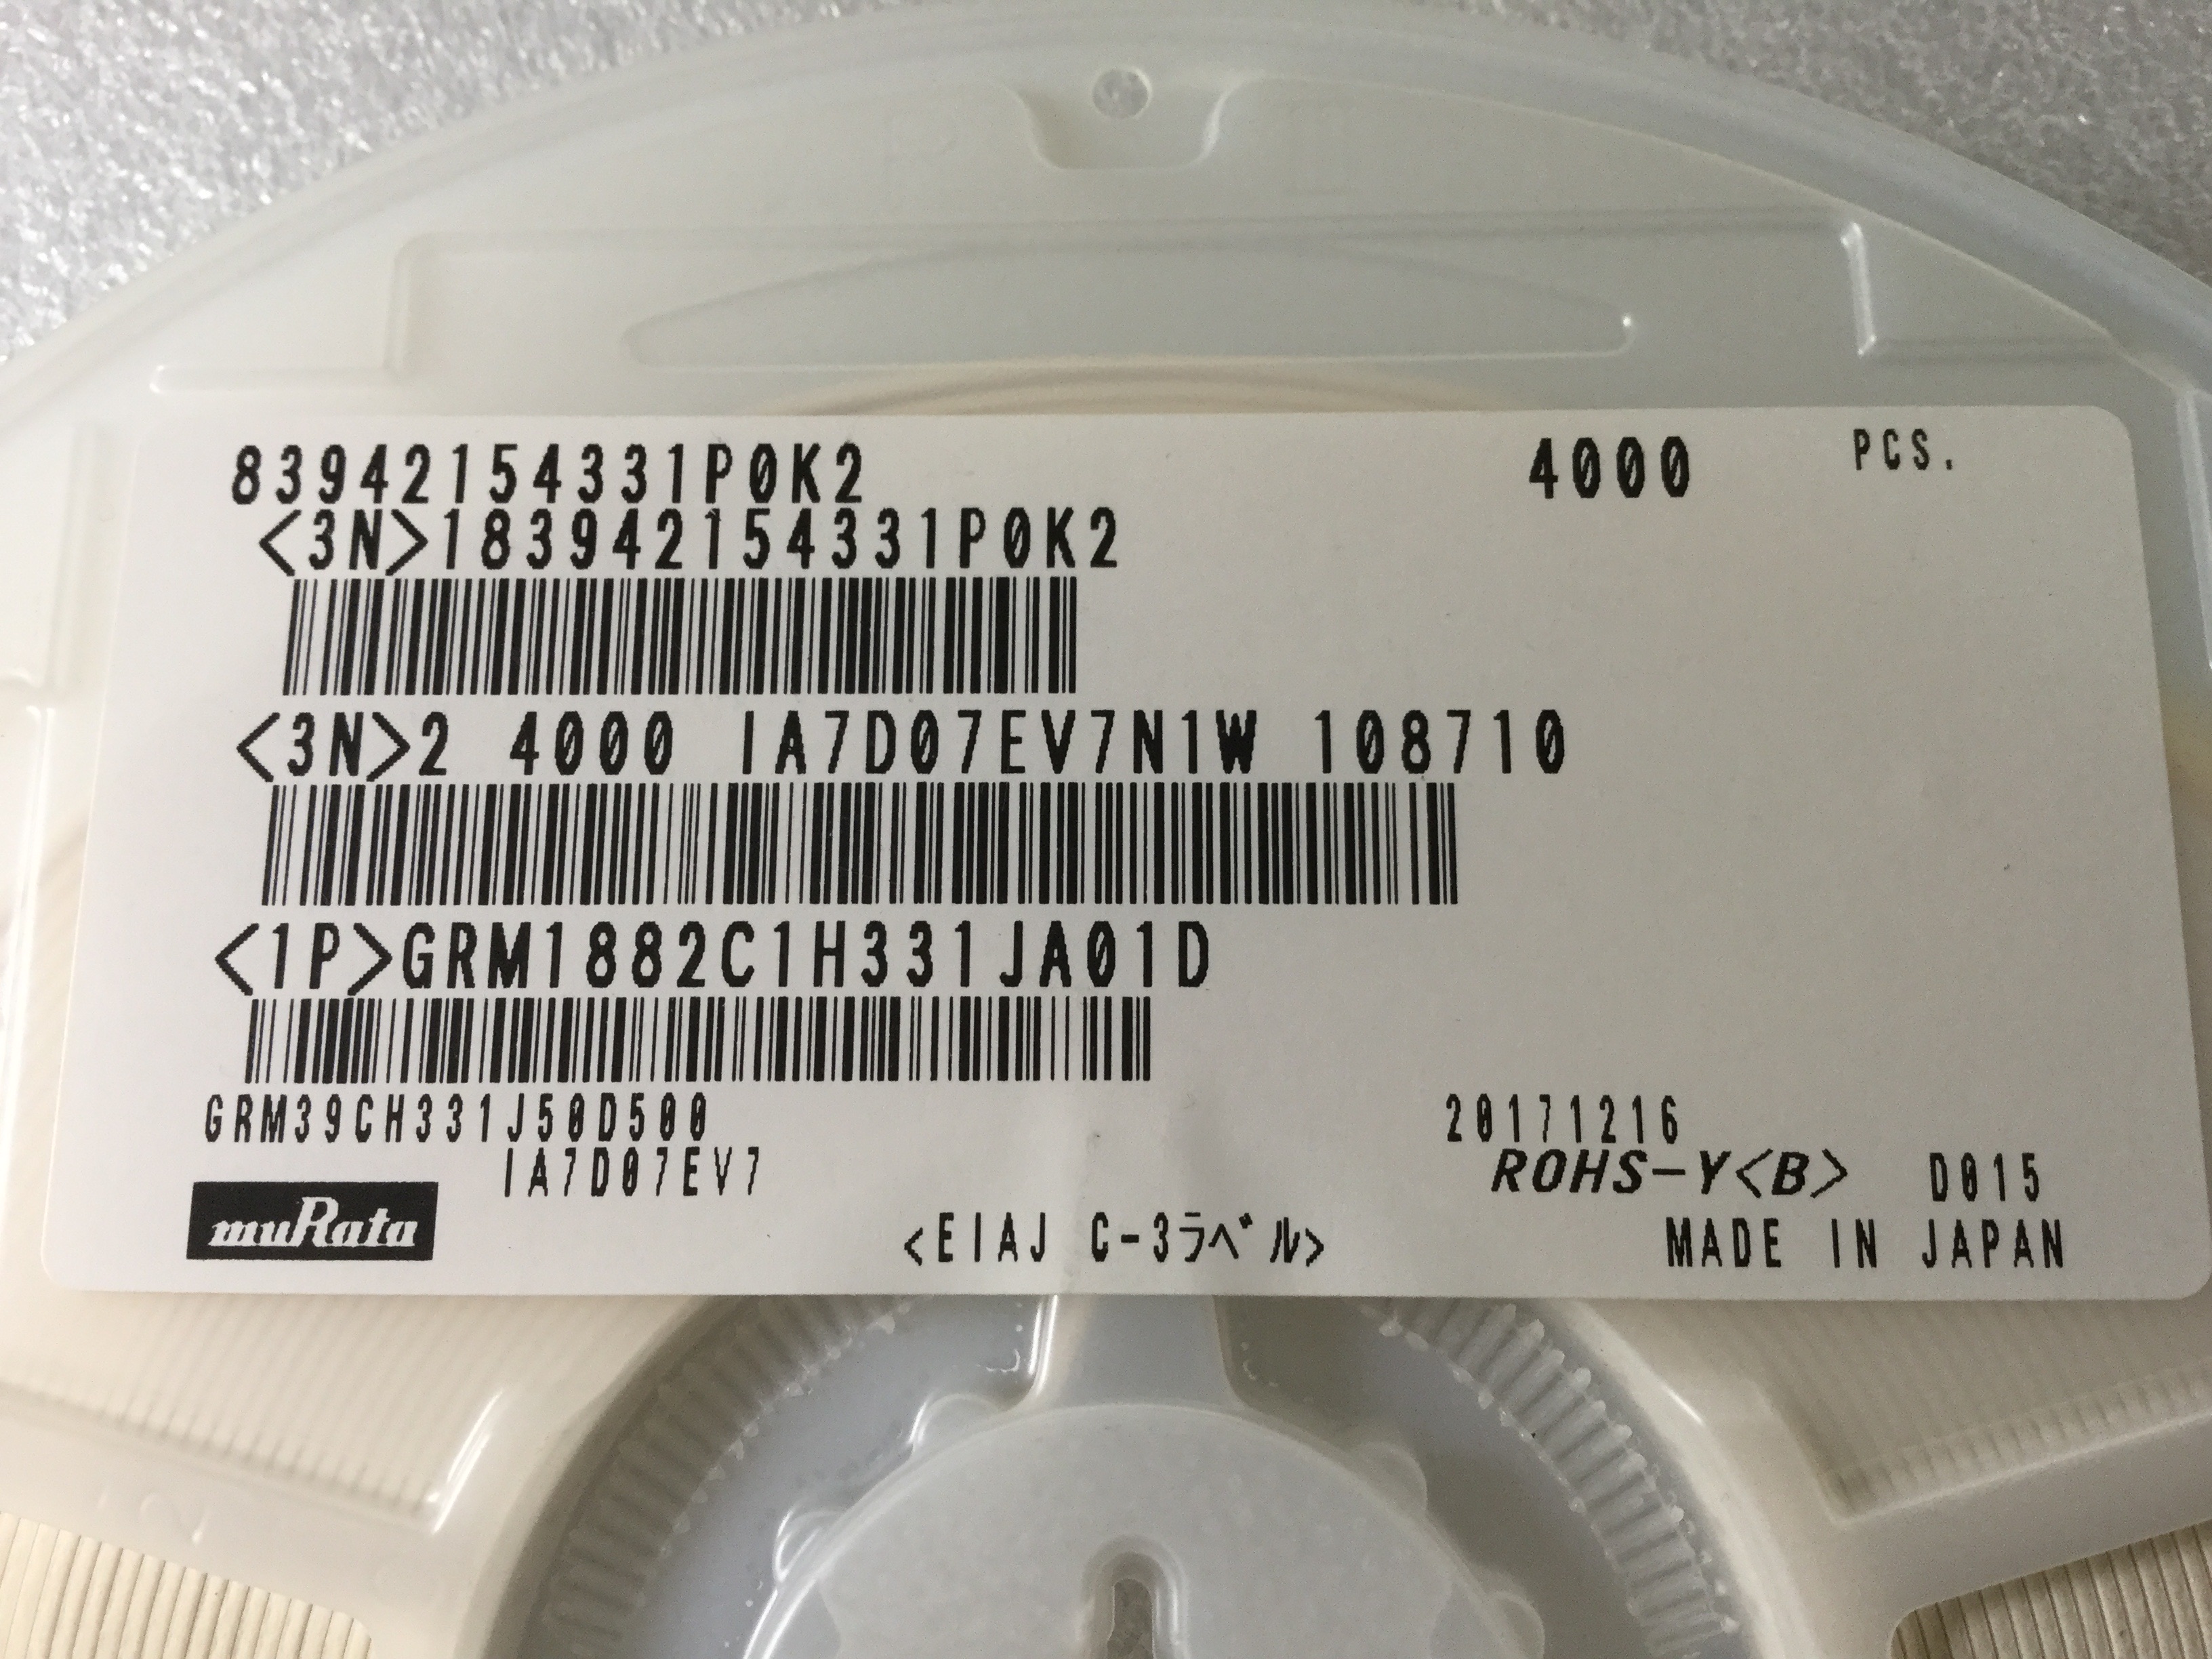 83942154331P0K2 4000 PCS.
<3N>183942154331P0K2
<3N>2 4000 IA7D07EV7N1W 108710
<1P>GRM1882C1H331JA01D
GRM39CH331J50D500 20171216
IA7D07EV7 ROHS-Y<B> D015
muRata <EIAJ C-3ラベル> MADE IN JAPAN